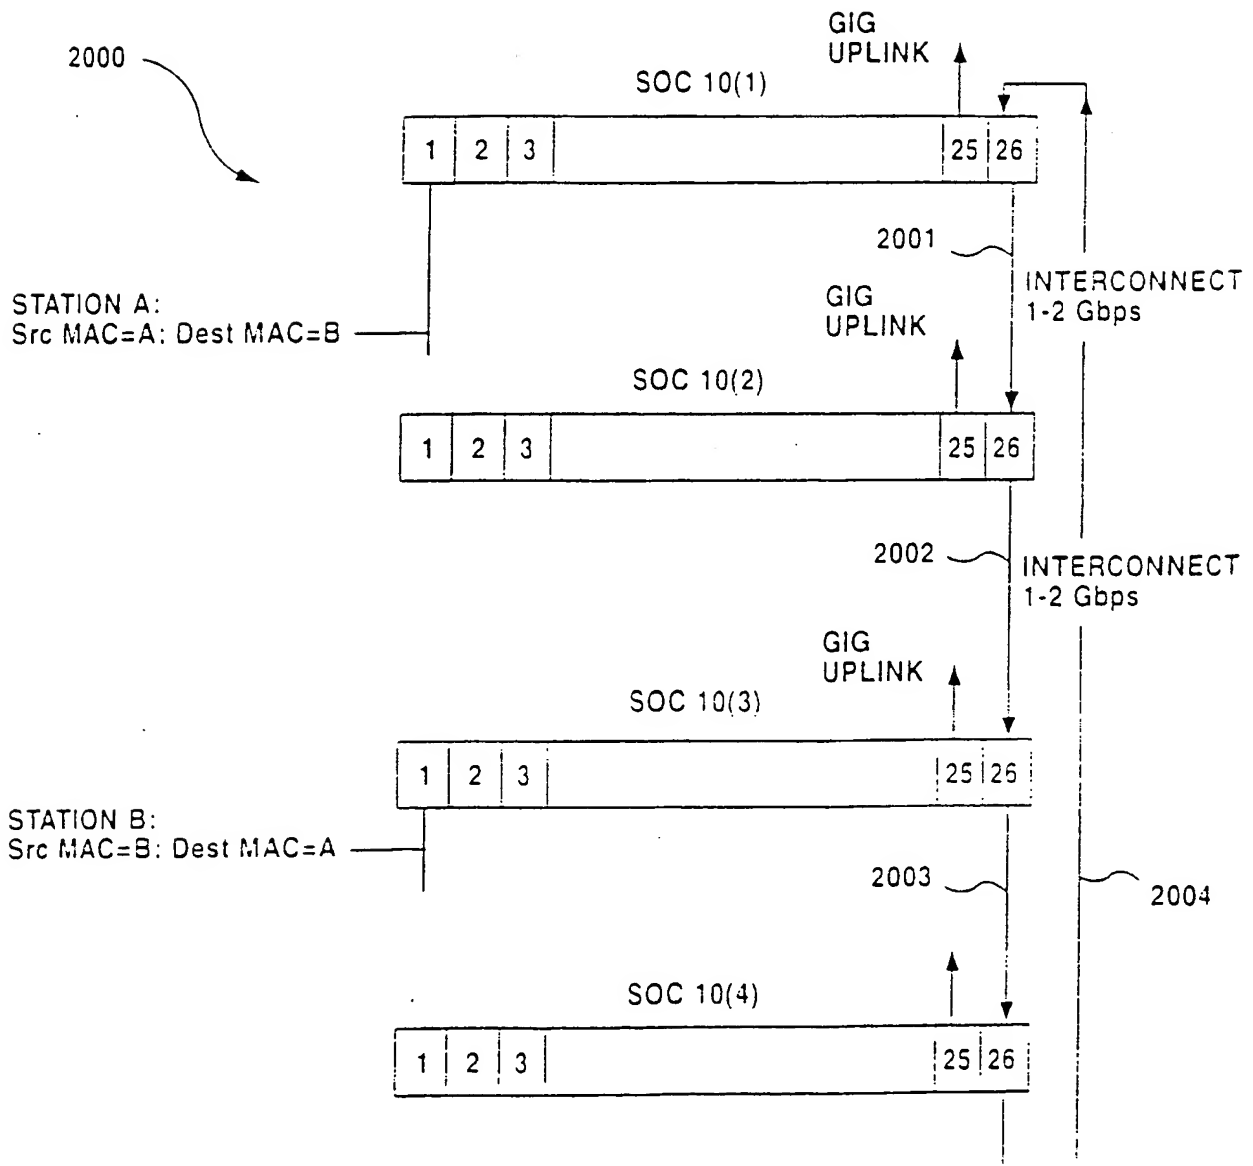 2000
GIG
UPLINK
SOC 10(1)
1 2 3 25 26
2001
INTERCONNECT
1-2 Gbps
STATION A:
Src MAC=A: Dest MAC=B
GIG
UPLINK
SOC 10(2)
1 2 3 25 26
2002
INTERCONNECT
1-2 Gbps
GIG
UPLINK
SOC 10(3)
1 2 3 25 26
STATION B:
Src MAC=B: Dest MAC=A
2003
2004
SOC 10(4)
1 2 3 25 26